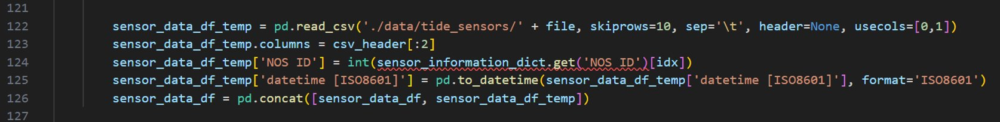 121
122 sensor_data_df_temp = pd.read_csv('./data/tide_sensors/' + file, skiprows=10, sep='\t', header=None, usecols=[0,1])
123 sensor_data_df_temp.columns = csv_header[:2]
124 sensor_data_df_temp['NOS ID'] = int(sensor_information_dict.get('NOS ID')[idx])
125 sensor_data_df_temp['datetime [ISO8601]'] = pd.to_datetime(sensor_data_df_temp['datetime [ISO8601]'], format='ISO8601')
126 sensor_data_df = pd.concat([sensor_data_df, sensor_data_df_temp])
127